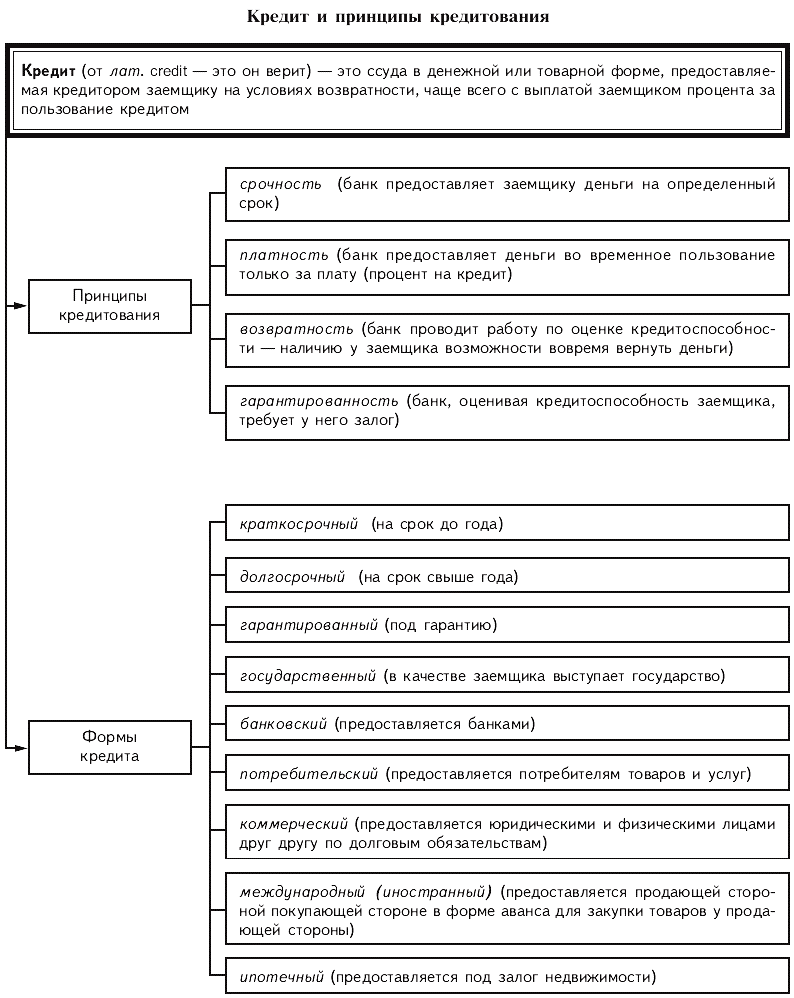 Кредит и принципы кредитования
Кредит (от лат. credit — это он верит) — это ссуда в денежной или товарной форме, предоставляе-
мая кредитором заемщику на условиях возвратности, чаще всего с выплатой заемщиком процента за
пользование кредитом
Принципы
кредитования
срочность (банк предоставляет заемщику деньги на определенный
срок)
платность (банк предоставляет деньги во временное пользование
только за плату (процент на кредит)
возвратность (банк проводит работу по оценке кредитоспособнос-
ти — наличию у заемщика возможности вовремя вернуть деньги)
гарантированность (банк, оценивая кредитоспособность заемщика,
требует у него залог)
Формы
кредита
краткосрочный (на срок до года)
долгосрочный (на срок свыше года)
гарантированный (под гарантию)
государственный (в качестве заемщика выступает государство)
банковский (предоставляется банками)
потребительский (предоставляется потребителям товаров и услуг)
коммерческий (предоставляется юридическими и физическими лицами
друг другу по долговым обязательствам)
международный (иностранный) (предоставляется продающей сторо-
ной покупающей стороне в форме аванса для закупки товаров у прода-
ющей стороны)
ипотечный (предоставляется под залог недвижимости)